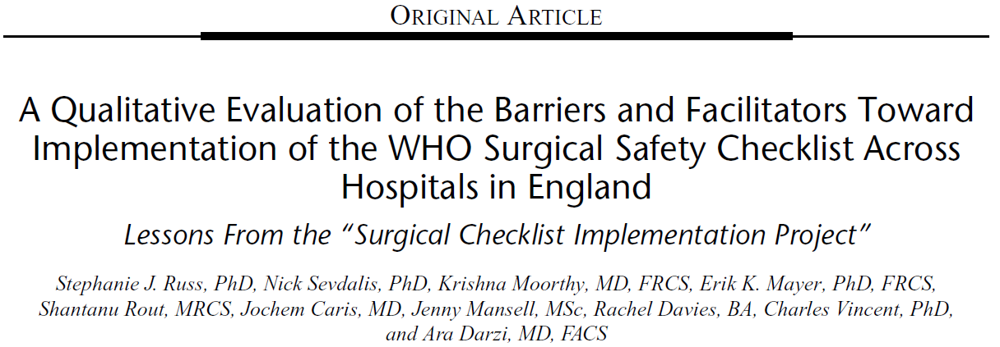 ORIGINAL ARTICLE
A Qualitative Evaluation of the Barriers and Facilitators Toward
Implementation of the WHO Surgical Safety Checklist Across
Hospitals in England
Lessons From the “Surgical Checklist Implementation Project”
Stephanie J. Russ, PhD, Nick Sevdalis, PhD, Krishna Moorthy, MD, FRCS, Erik K. Mayer, PhD, FRCS,
Shantanu Rout, MRCS, Jochem Caris, MD, Jenny Mansell, MSc, Rachel Davies, BA, Charles Vincent, PhD,
and Ara Darzi, MD, FACS